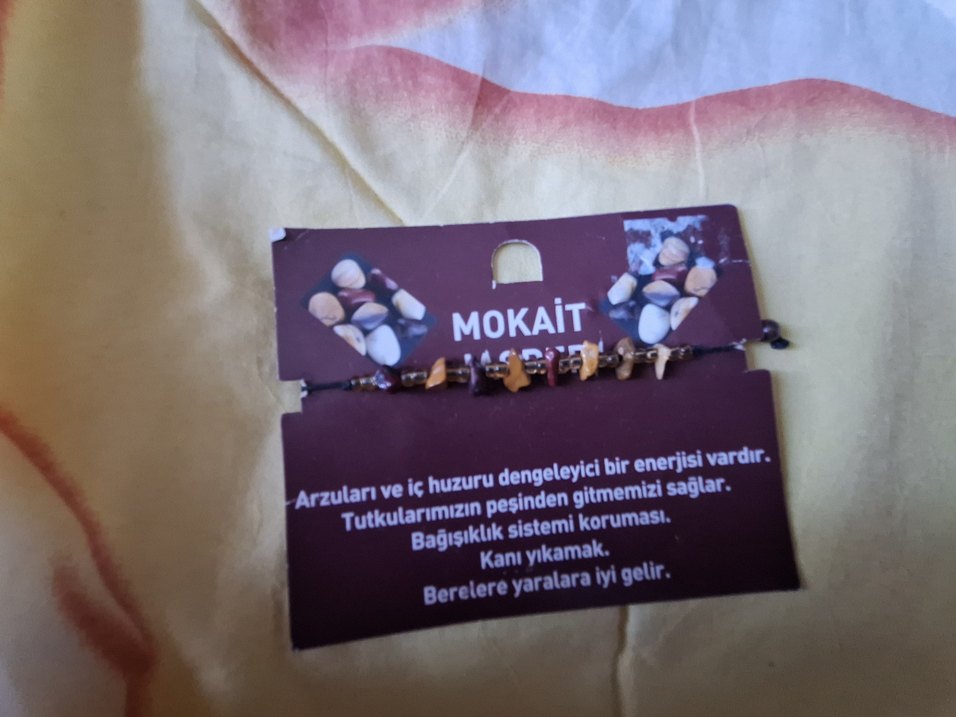 MOKAİT
Arzuları ve iç huzuru dengeleyici bir enerjisi vardır.
Tutkularımızın peşinden gitmemizi sağlar.
Bağışıklık sistemi koruması.
Kanı yıkamak.
Berelere yaralara iyi gelir.